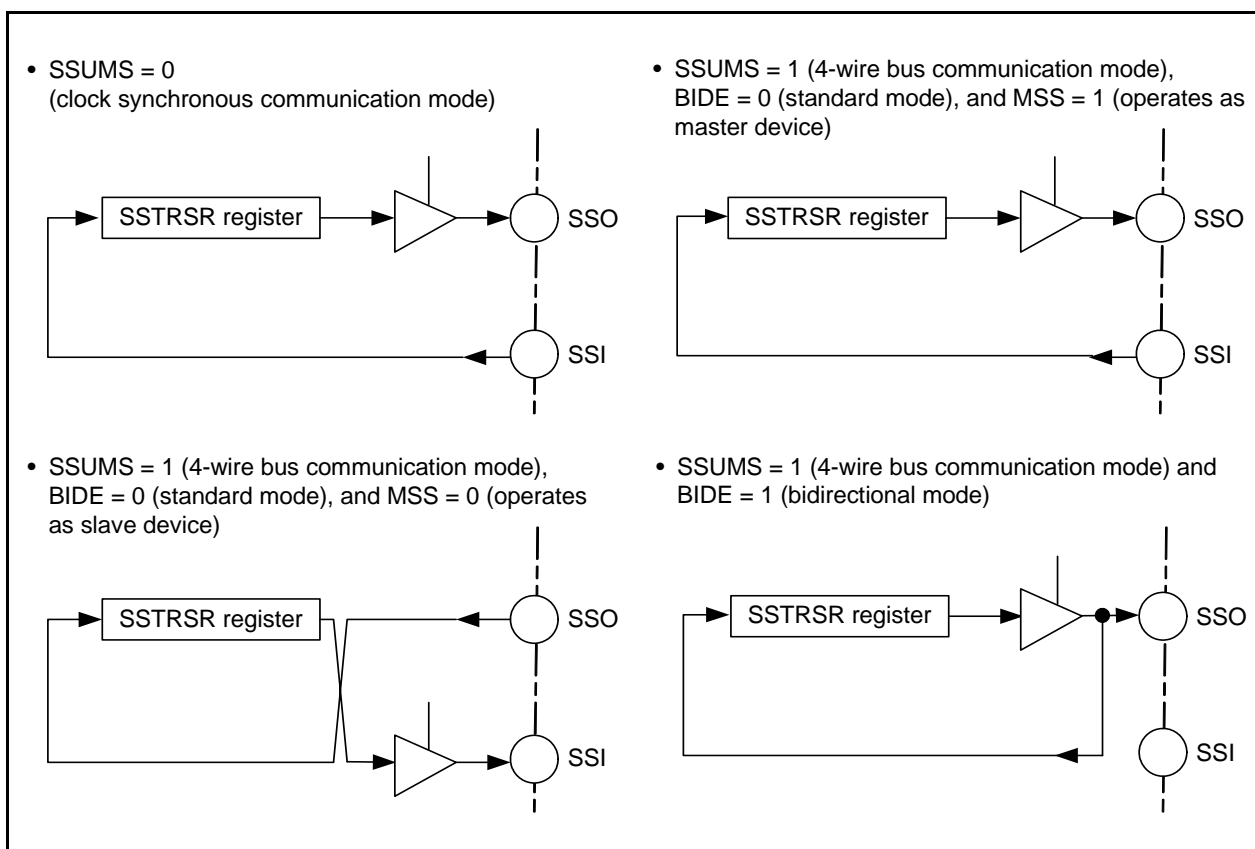 • SSUMS = 0
(clock synchronous communication mode)
SSTRSR register
SSO
SSI
• SSUMS = 1 (4-wire bus communication mode),
BIDE = 0 (standard mode), and MSS = 1 (operates as
master device)
SSTRSR register
SSO
SSI
• SSUMS = 1 (4-wire bus communication mode),
BIDE = 0 (standard mode), and MSS = 0 (operates
as slave device)
SSTRSR register
SSO
SSI
• SSUMS = 1 (4-wire bus communication mode) and
BIDE = 1 (bidirectional mode)
SSTRSR register
SSO
SSI